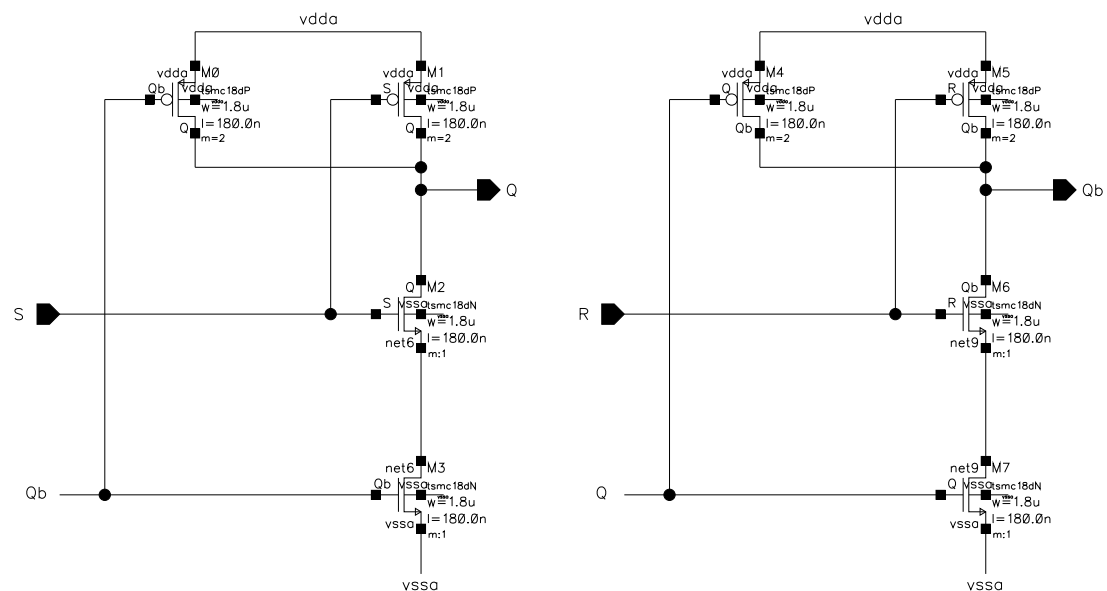 vdda
vdda
vdda M0
Qb vdda tsmc18dP
w=1.8u
l=180.0n
Q m=2
vdda M1
S vdda tsmc18dP
w=1.8u
l=180.0n
Q m=2
vdda M4
Q vdda tsmc18dP
w=1.8u
l=180.0n
Qb m=2
vdda M5
R vdda tsmc18dP
w=1.8u
l=180.0n
Qb m=2
Q
Qb
Q M2
S
S vssa tsmc18dN
w=1.8u
l=180.0n
net6 m:1
Qb M6
R
R vssa tsmc18dN
w=1.8u
l=180.0n
net9 m:1
net6 M3
Qb
Qb vssa tsmc18dN
w=1.8u
l=180.0n
vssa m:1
net9 M7
Q
Q vssa tsmc18dN
w=1.8u
l=180.0n
vssa m:1
vssa
vssa